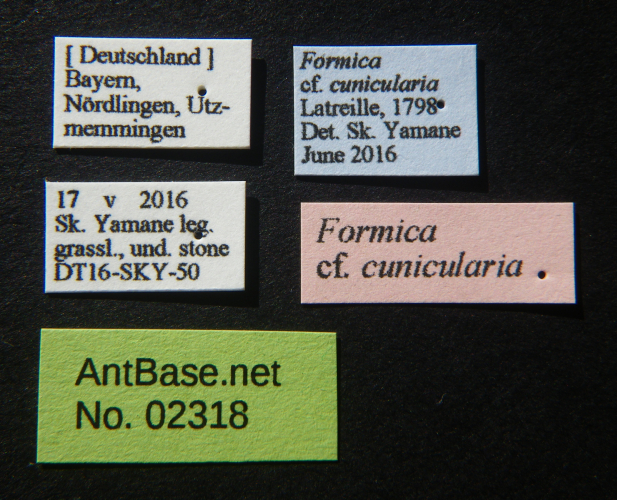 [ Deutschland ]
Bayern,
Nördlingen, Utz-
memmingen
Formica
cf. cunicularia
Latreille, 1798
Det. Sk. Yamane
June 2016
17 v 2016
Sk. Yamane leg.
grassl., und. stone
DT16-SKY-50
Formica
cf. cunicularia
AntBase.net
No. 02318